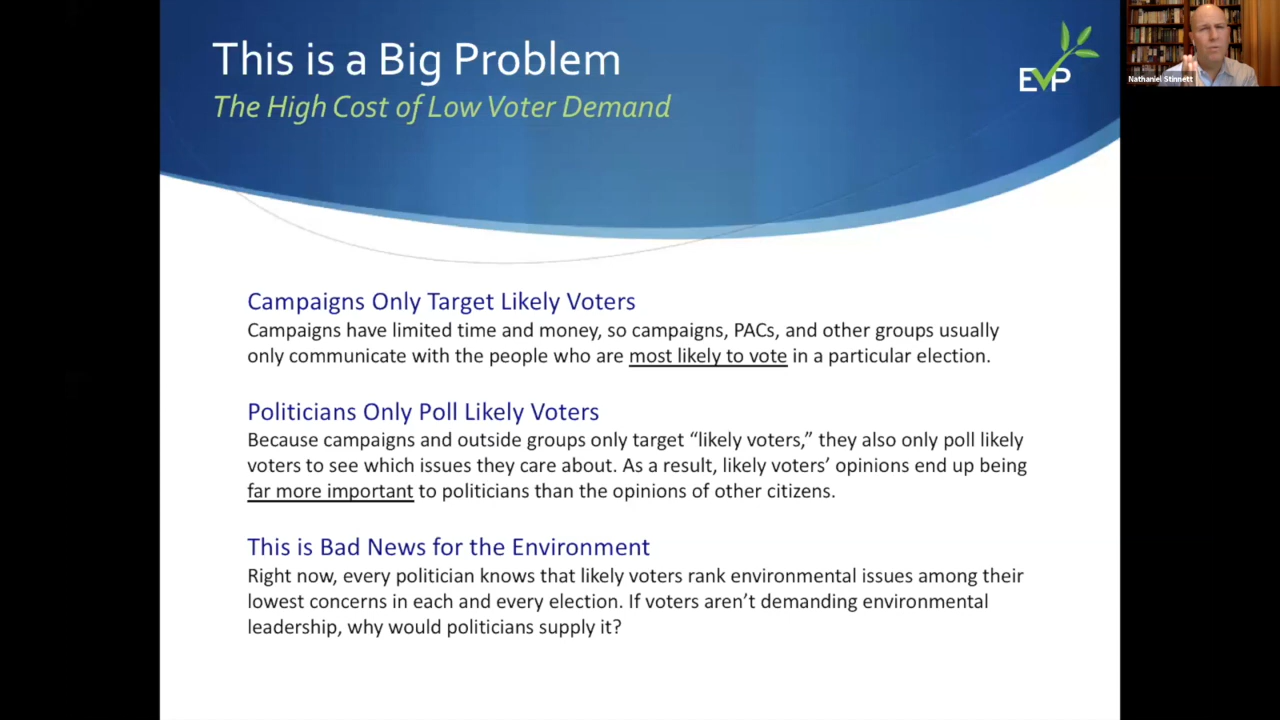 This is a Big Problem
The High Cost of Low Voter Demand
EVP
Nathaniel Stinnett
Campaigns Only Target Likely Voters
Campaigns have limited time and money, so campaigns, PACs, and other groups usually
only communicate with the people who are most likely to vote in a particular election.
Politicians Only Poll Likely Voters
Because campaigns and outside groups only target “likely voters,” they also only poll likely
voters to see which issues they care about. As a result, likely voters’ opinions end up being
far more important to politicians than the opinions of other citizens.
This is Bad News for the Environment
Right now, every politician knows that likely voters rank environmental issues among their
lowest concerns in each and every election. If voters aren’t demanding environmental
leadership, why would politicians supply it?